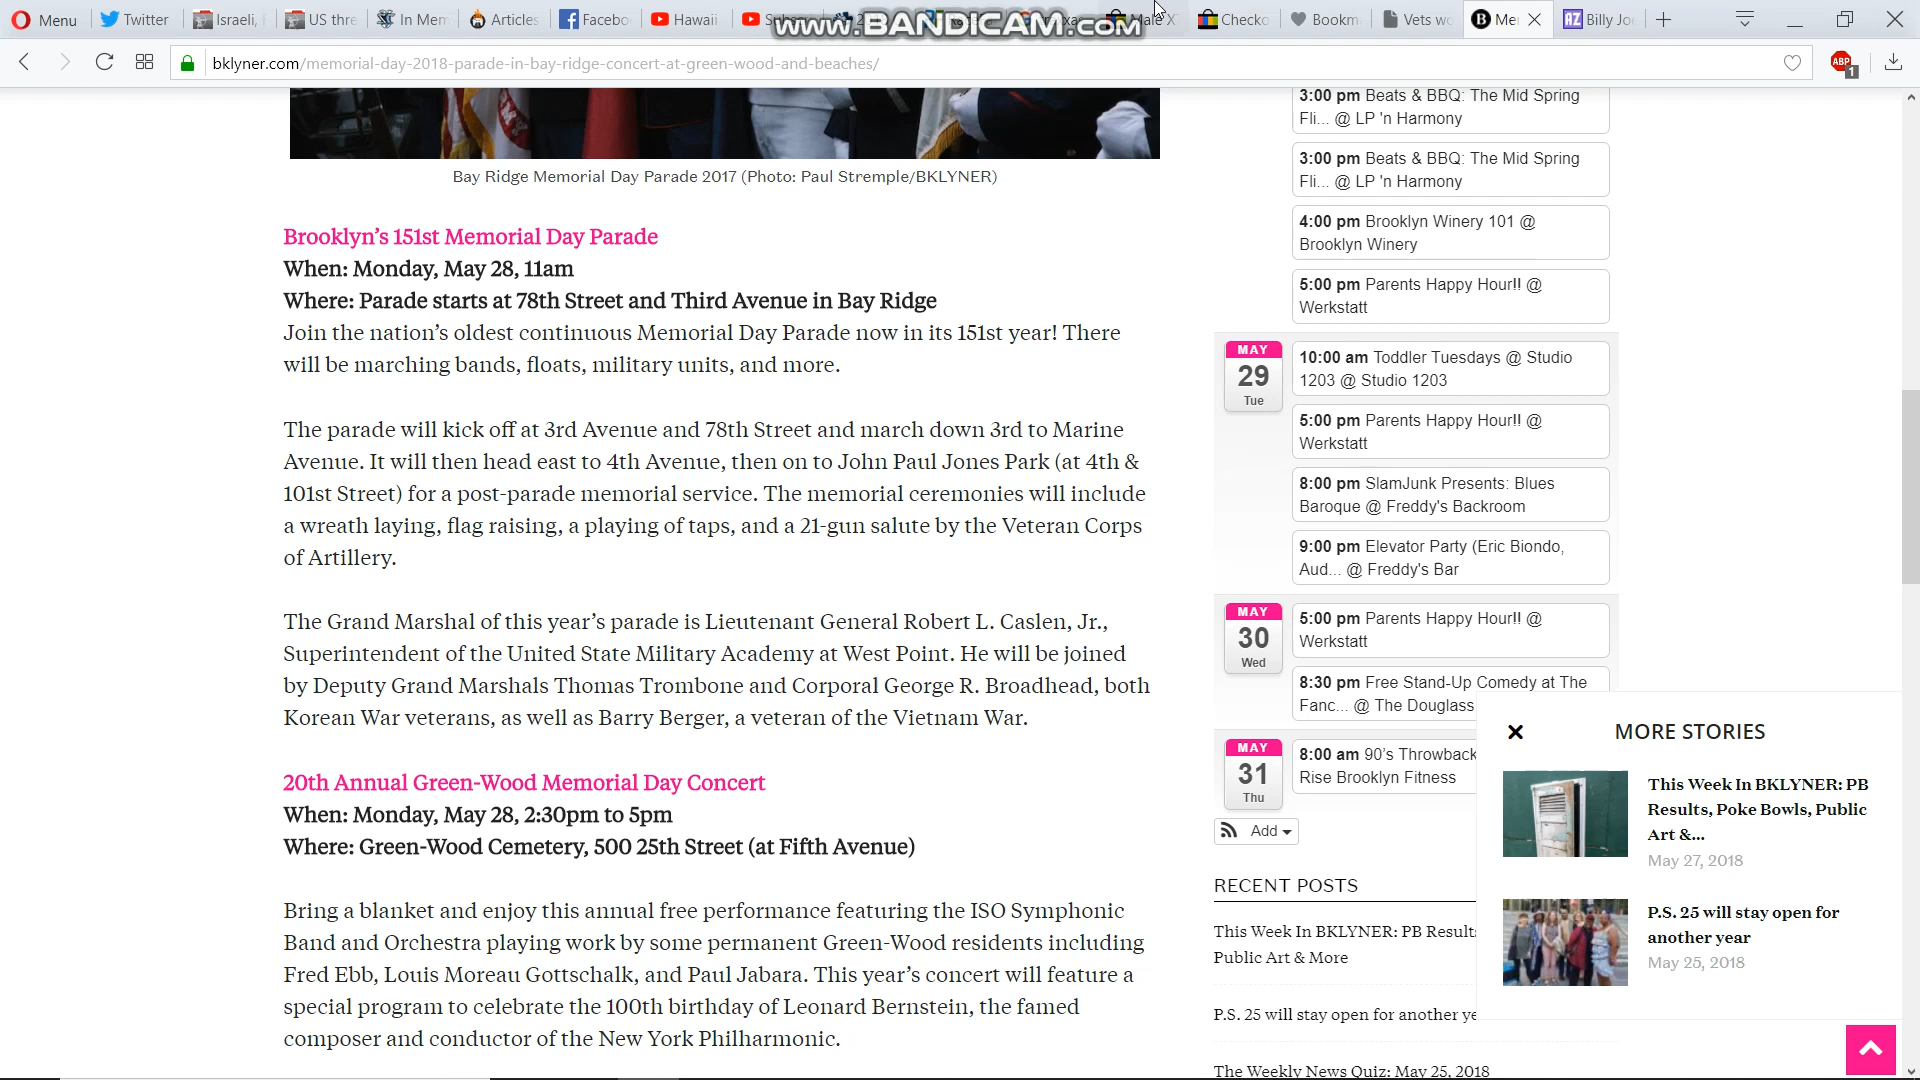 Menu
Twitter
Israeli,
US thre
In Mem
Articles
Facebo
Hawaii
Checko
Bookm
Vets wo
Me
Billy Jo
www.BANDICAM.com
bklyner.com/memorial-day-2018-parade-in-bay-ridge-concert-at-green-wood-and-beaches/
ABP
1
Bay Ridge Memorial Day Parade 2017 (Photo: Paul Stremple/BKLYNER)
Brooklyn's 151st Memorial Day Parade
When: Monday, May 28, 11am
Where: Parade starts at 78th Street and Third Avenue in Bay Ridge
Join the nation's oldest continuous Memorial Day Parade now in its 151st year! There
will be marching bands, floats, military units, and more.
The parade will kick off at 3rd Avenue and 78th Street and march down 3rd to Marine
Avenue. It will then head east to 4th Avenue, then on to John Paul Jones Park (at 4th &
101st Street) for a post-parade memorial service. The memorial ceremonies will include
a wreath laying, flag raising, a playing of taps, and a 21-gun salute by the Veteran Corps
of Artillery.
The Grand Marshal of this year's parade is Lieutenant General Robert L. Caslen, Jr.,
Superintendent of the United State Military Academy at West Point. He will be joined
by Deputy Grand Marshals Thomas Trombone and Corporal George R. Broadhead, both
Korean War veterans, as well as Barry Berger, a veteran of the Vietnam War.
20th Annual Green-Wood Memorial Day Concert
When: Monday, May 28, 2:30pm to 5pm
Where: Green-Wood Cemetery, 500 25th Street (at Fifth Avenue)
Bring a blanket and enjoy this annual free performance featuring the ISO Symphonic
Band and Orchestra playing work by some permanent Green-Wood residents including
Fred Ebb, Louis Moreau Gottschalk, and Paul Jabara. This year's concert will feature a
special program to celebrate the 100th birthday of Leonard Bernstein, the famed
composer and conductor of the New York Philharmonic.
3:00 pm Beats & BBQ: The Mid Spring
Fli... @ LP 'n Harmony
3:00 pm Beats & BBQ: The Mid Spring
Fli... @ LP 'n Harmony
4:00 pm Brooklyn Winery 101 @
Brooklyn Winery
5:00 pm Parents Happy Hour!! @
Werkstatt
MAY
29
Tue
10:00 am Toddler Tuesdays @ Studio
1203 @ Studio 1203
5:00 pm Parents Happy Hour!! @
Werkstatt
8:00 pm SlamJunk Presents: Blues
Baroque @ Freddy's Backroom
9:00 pm Elevator Party (Eric Biondo,
Aud... @ Freddy's Bar
MAY
30
Wed
5:00 pm Parents Happy Hour!! @
Werkstatt
8:30 pm Free Stand-Up Comedy at The
Fanc... @ The Douglass
MAY
31
Thu
8:00 am 90's Throwback
Rise Brooklyn Fitness
Add
RECENT POSTS
This Week In BKLYNER: PB Results
Public Art & More
P.S. 25 will stay open for another ye
The Weekly News Quiz: May 25, 2018
MORE STORIES
This Week In BKLYNER: PB
Results, Poke Bowls, Public
Art &...
May 27, 2018
P.S. 25 will stay open for
another year
May 25, 2018